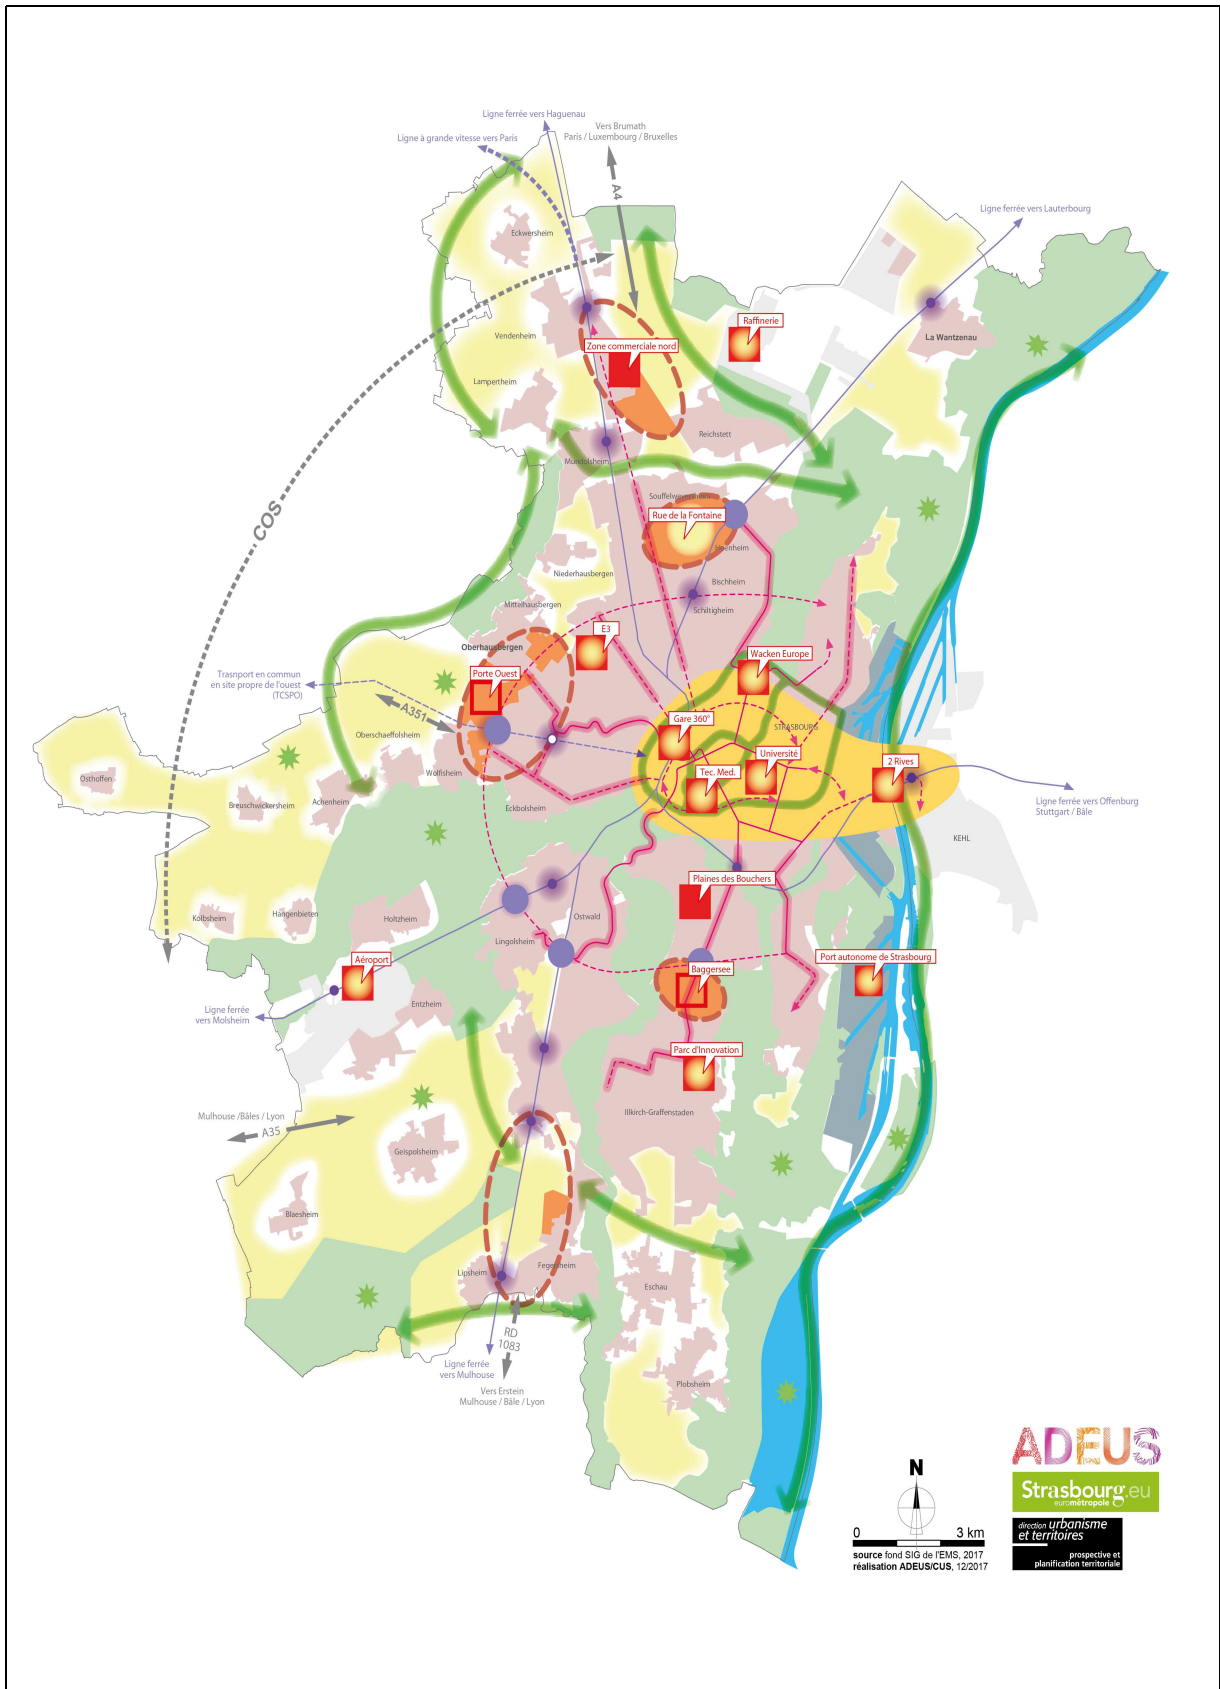 Ligne ferrée vers Haguenau
Vers Brumath
Paris / Luxembourg / Bruxelles
Ligne à grande vitesse vers Paris
A4
Ligne ferrée vers Lauterbourg
Eckwersheim
Raffinerie
Vendenheim
La Wantzenau
Zone commerciale nord
Lampertheim
Reichstett
Mundolsheim
COS
Souffelweyersheim
Rue de la Fontaine
Hoenheim
Niederhausbergen
Bischheim
Mittelhausbergen
Schiltigheim
E3
Oberhausbergen
Wacken Europe
Porte Ouest
Trasnport en commun
en site propre de l'ouest
(TCSPO)
A351
Gare 360°
STRASBOURG
Oberschaeffolsheim
Université
2 Rives
Wolfisheim
Tec. Med.
Osthoffen
Breuschwickersheim
Achenheim
Eckbolsheim
Ligne ferrée vers Offenburg
Stuttgart / Bâle
KEHL
Plaines des Bouchers
Kolbsheim
Hangenbieten
Holtzheim
Ostwald
Lingolsheim
Aéroport
Baggersee
Port autonome de Strasbourg
Entzheim
Ligne ferrée
vers Molsheim
Parc d'Innovation
Mulhouse /Bâles / Lyon
A35
Illkirch-Graffenstaden
Geispolsheim
Blaesheim
Lipsheim
Fegersheim
Eschau
RD
1083
Ligne ferrée
vers Mulhouse
Plobsheim
Vers Erstein
Mulhouse / Bâle / Lyon
ADEUS
N
Strasbourg.eu
eurométropole
0 3 km
direction urbanisme
et territoires
source fond SIG de l'EMS, 2017
réalisation ADEUS/CUS, 12/2017
prospective et
planification territoriale